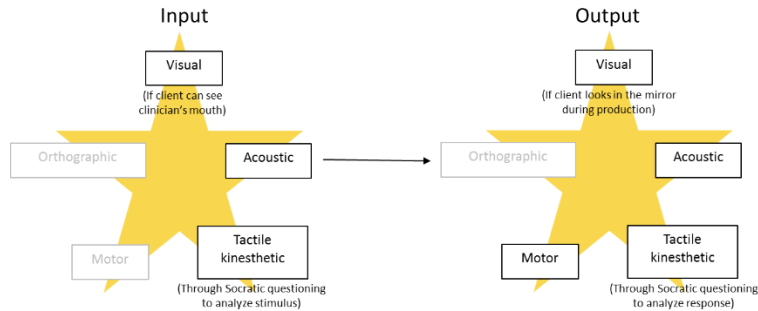 Input
Visual
(If client can see
clinician's mouth)
Orthographic
Acoustic
Motor
Tactile
kinesthetic
(Through Socratic questioning
to analyze stimulus)
Output
Visual
(If client looks in the mirror
during production)
Orthographic
Acoustic
Motor
Tactile
kinesthetic
(Through Socratic questioning
to analyze response)